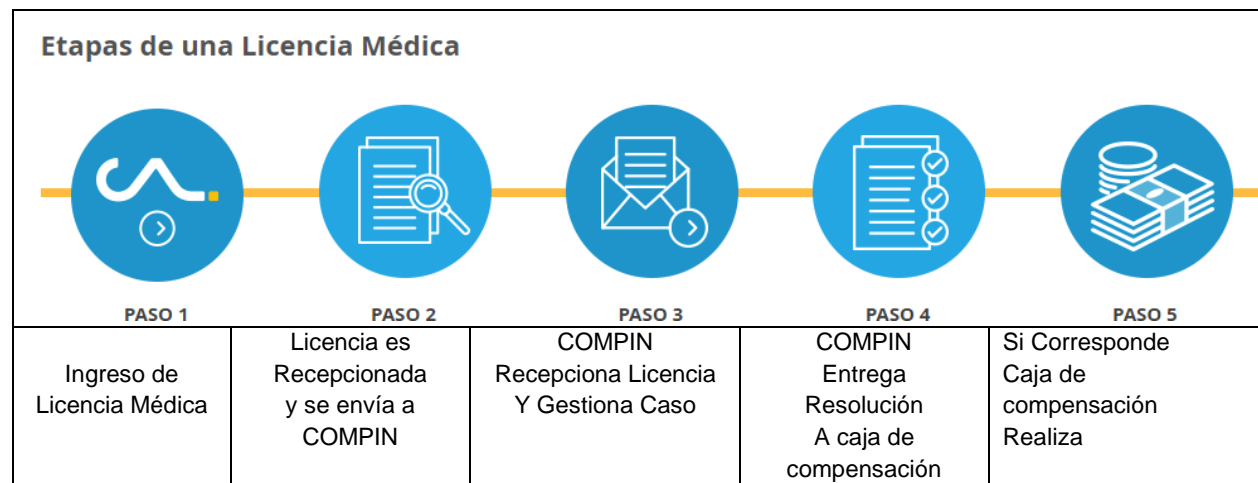 Etapas de una Licencia Médica
PASO 1
PASO 2
PASO 3
PASO 4
PASO 5
Ingreso de
Licencia Médica
Licencia es
Recepcionada
y se envía a
COMPIN
COMPIN
Recepciona Licencia
Y Gestiona Caso
COMPIN
Entrega
Resolución
A caja de
compensación
Si Corresponde
Caja de
compensación
Realiza